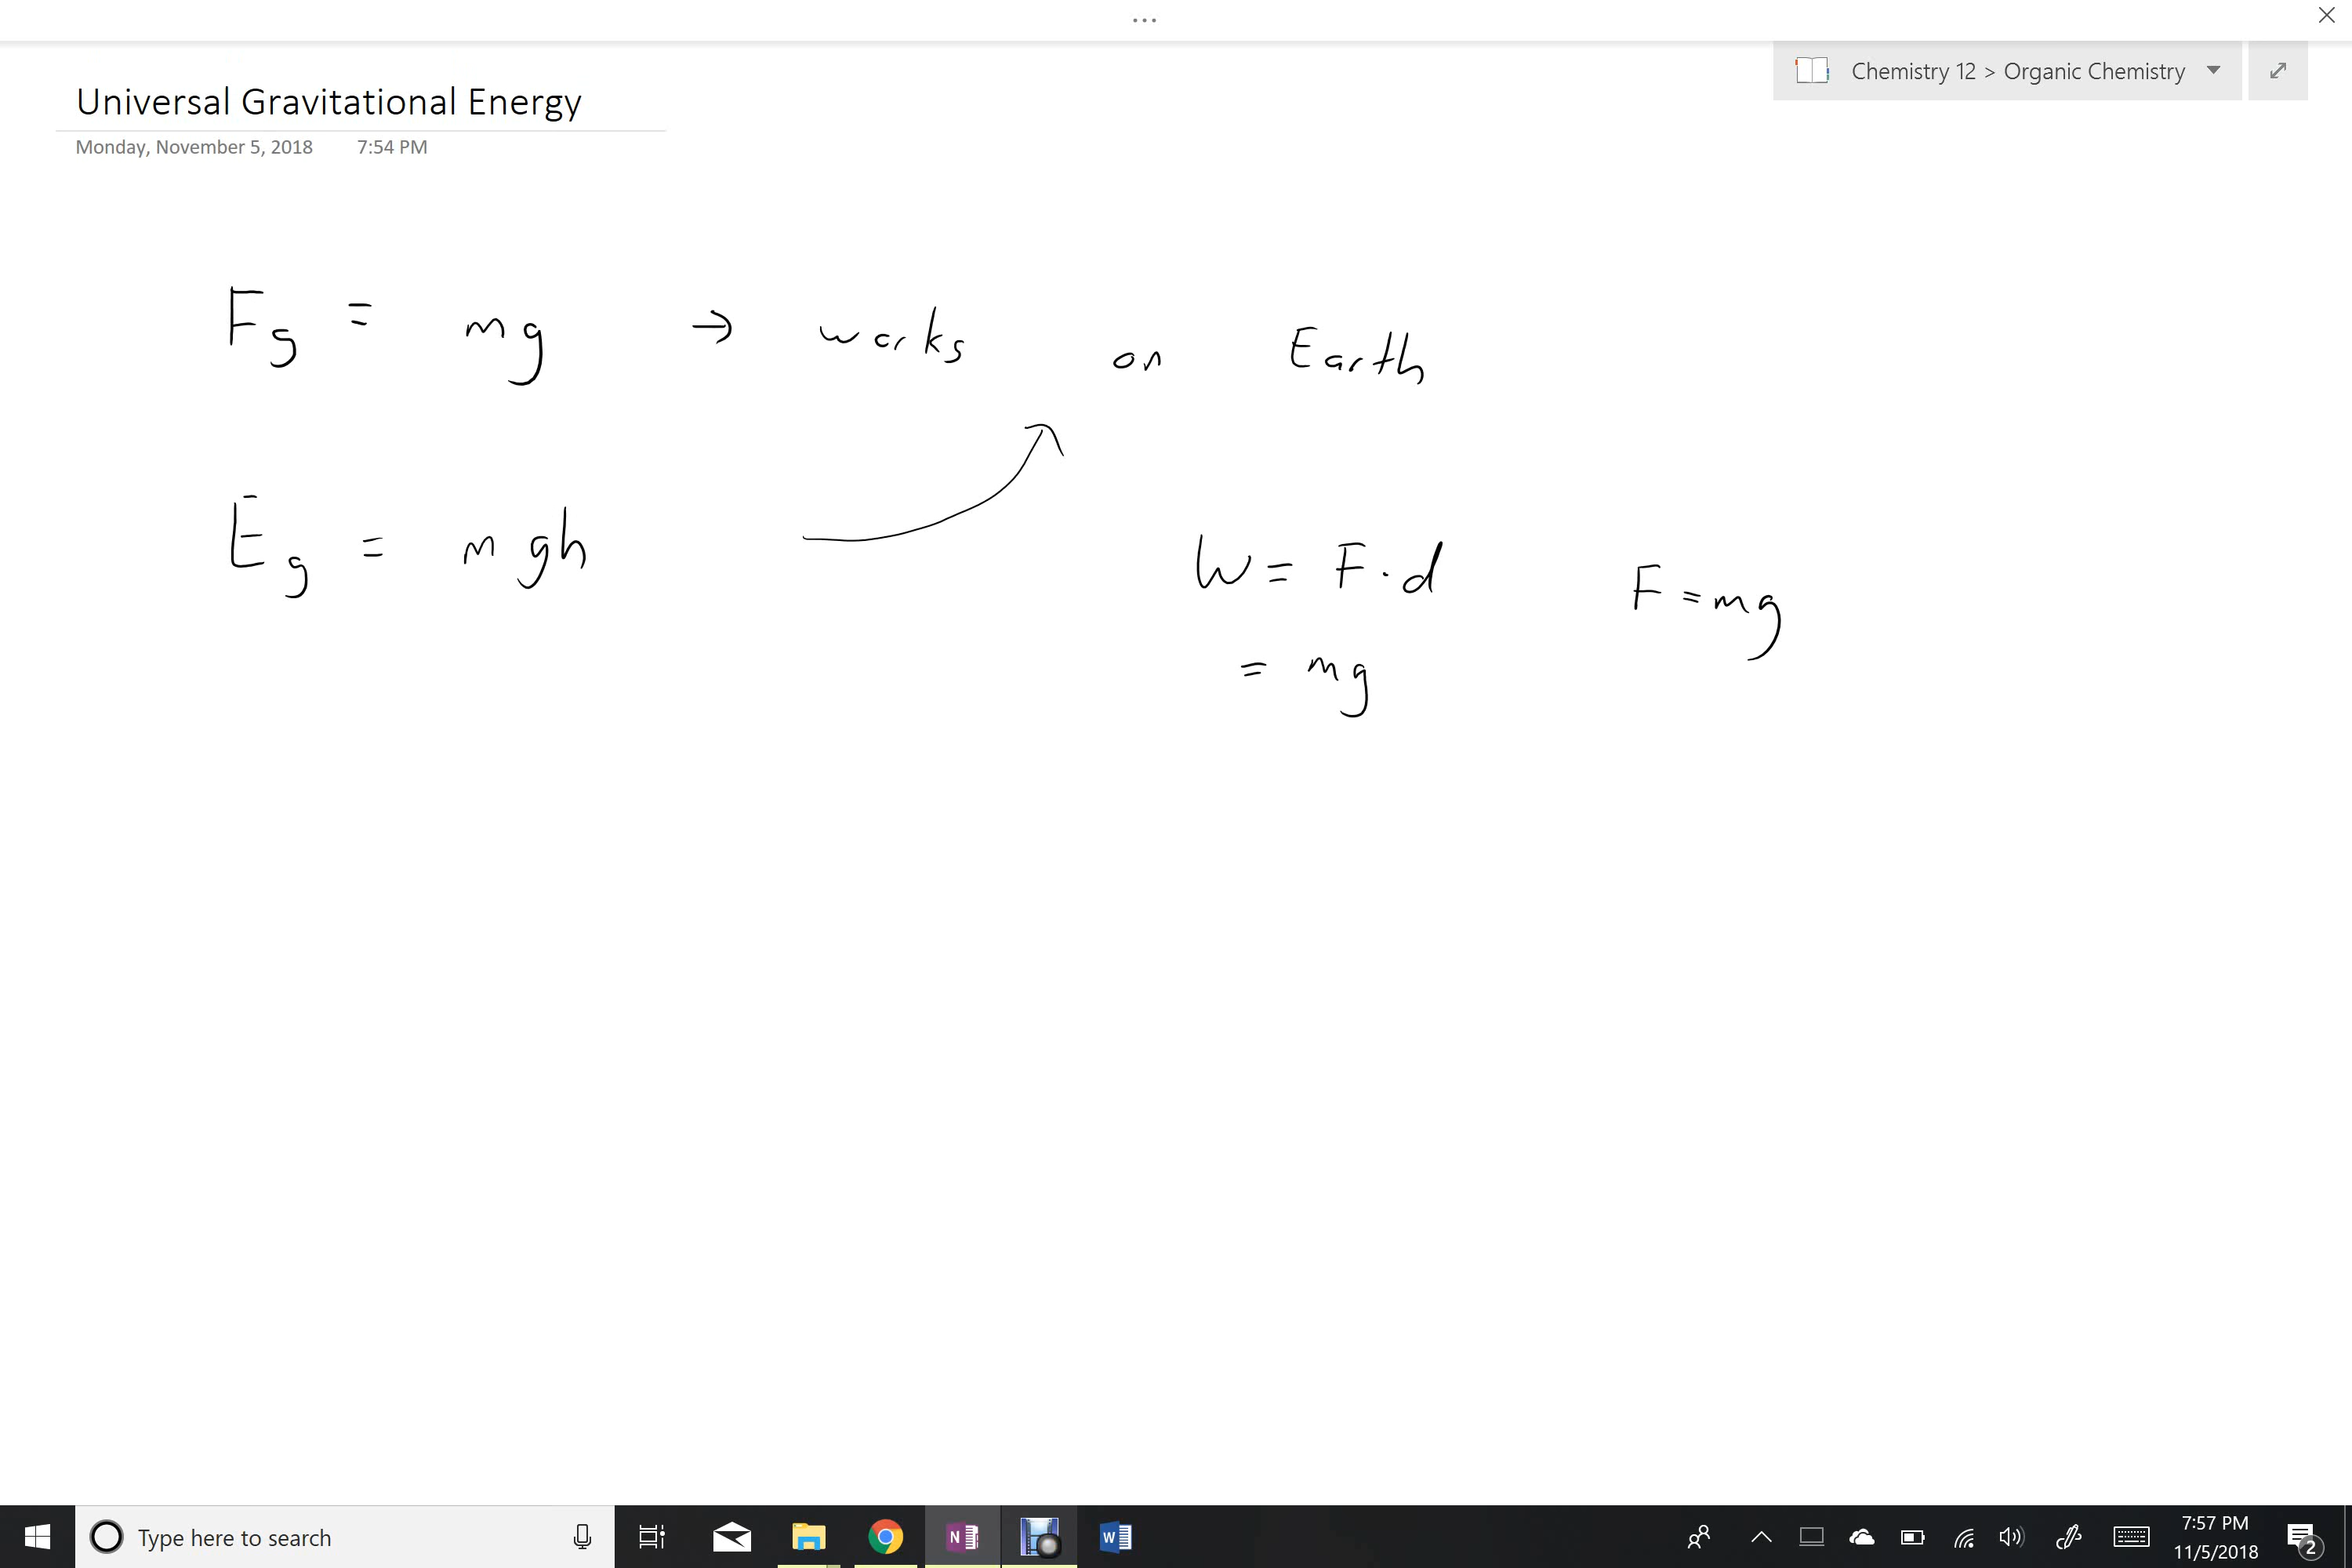 ...
Chemistry 12 > Organic Chemistry
Universal Gravitational Energy
Monday, November 5, 2018 7:54 PM
Fg = mg → works on Earth
Eg = mgh
W = F·d
F = mg
= mg
Type here to search
N
W
7:57 PM
11/5/2018
2